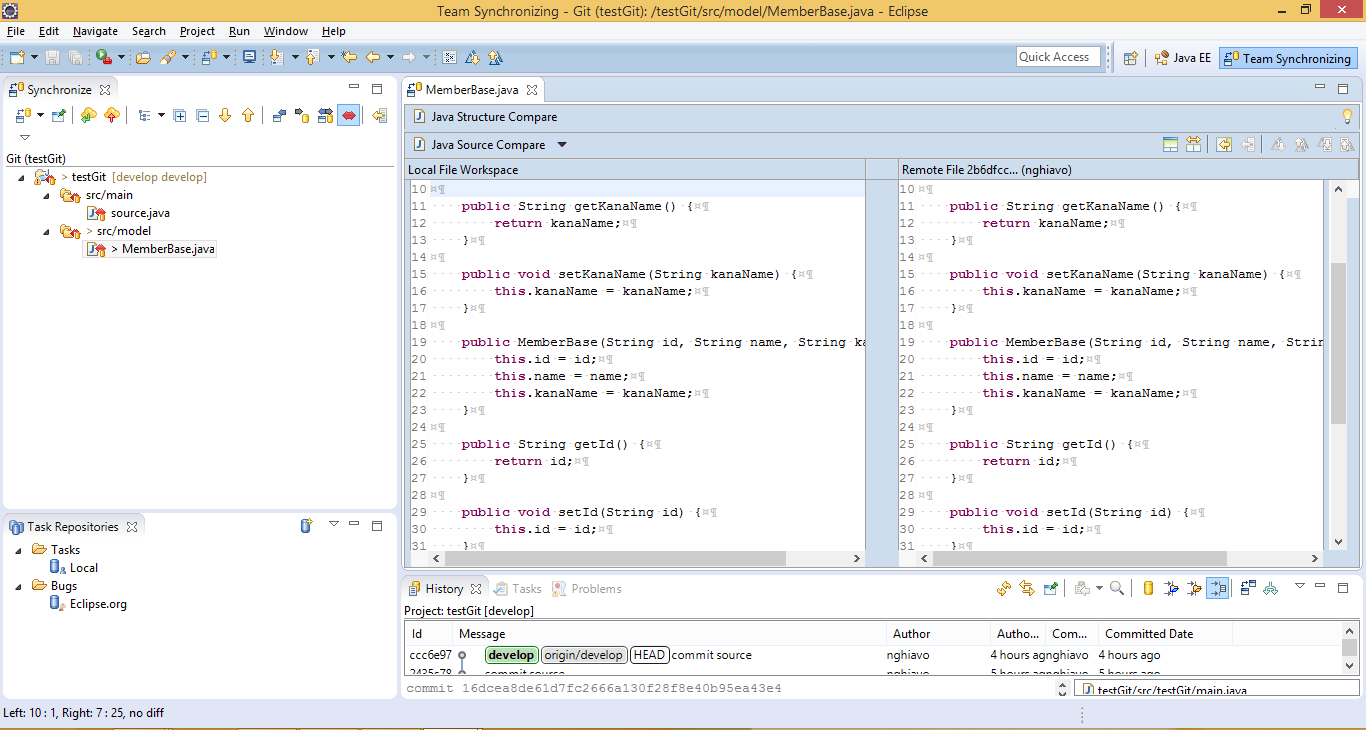 Team Synchronizing - Git (testGit): /testGit/src/model/MemberBase.java - Eclipse
File Edit Navigate Search Project Run Window Help
Quick Access
Java EE
Team Synchronizing
Synchronize
Git (testGit)
> testGit [develop develop]
src/main
source.java
> src/model
> MemberBase.java
Task Repositories
Tasks
Local
Bugs
Eclipse.org
MemberBase.java
Java Structure Compare
Java Source Compare
Local File Workspace
10¤¶
11 ····public·String·getKanaName()·{¤¶
12 ········return·kanaName;¤¶
13 ····}¤¶
14¤¶
15 ····public·void·setKanaName(String·kanaName)·{¤¶
16 ········this.kanaName·=·kanaName;¤¶
17 ····}¤¶
18¤¶
19 ····public·MemberBase(String·id,·String·name,·String·ka
20 ········this.id·=·id;¤¶
21 ········this.name·=·name;¤¶
22 ········this.kanaName·=·kanaName;¤¶
23 ····}¤¶
24¤¶
25 ····public·String·getId()·{¤¶
26 ········return·id;¤¶
27 ····}¤¶
28¤¶
29 ····public·void·setId(String·id)·{¤¶
30 ········this.id·=·id;¤¶
31 ····}¤¶
Remote File 2b6dfcc... (nghiavo)
10¤¶
11 ····public·String·getKanaName()·{¤¶
12 ········return·kanaName;¤¶
13 ····}¤¶
14¤¶
15 ····public·void·setKanaName(String·kanaName)·{¤¶
16 ········this.kanaName·=·kanaName;¤¶
17 ····}¤¶
18¤¶
19 ····public·MemberBase(String·id,·String·name,·Strin
20 ········this.id·=·id;¤¶
21 ········this.name·=·name;¤¶
22 ········this.kanaName·=·kanaName;¤¶
23 ····}¤¶
24¤¶
25 ····public·String·getId()·{¤¶
26 ········return·id;¤¶
27 ····}¤¶
28¤¶
29 ····public·void·setId(String·id)·{¤¶
30 ········this.id·=·id;¤¶
31 ····}¤¶
History Tasks Problems
Project: testGit [develop]
Id Message Author Autho... Com... Committed Date
ccc6e97 develop origin/develop HEAD commit source nghiavo 4 hours ag nghiavo 4 hours ago
commit source nghiavo 5 hours ag nghiavo 5 hours ago
commit 16dcea8de61d7fc2666a130f28f8e40b95ea43e4
testGit/src/testGit/main.java
Left: 10 : 1, Right: 7 : 25, no diff